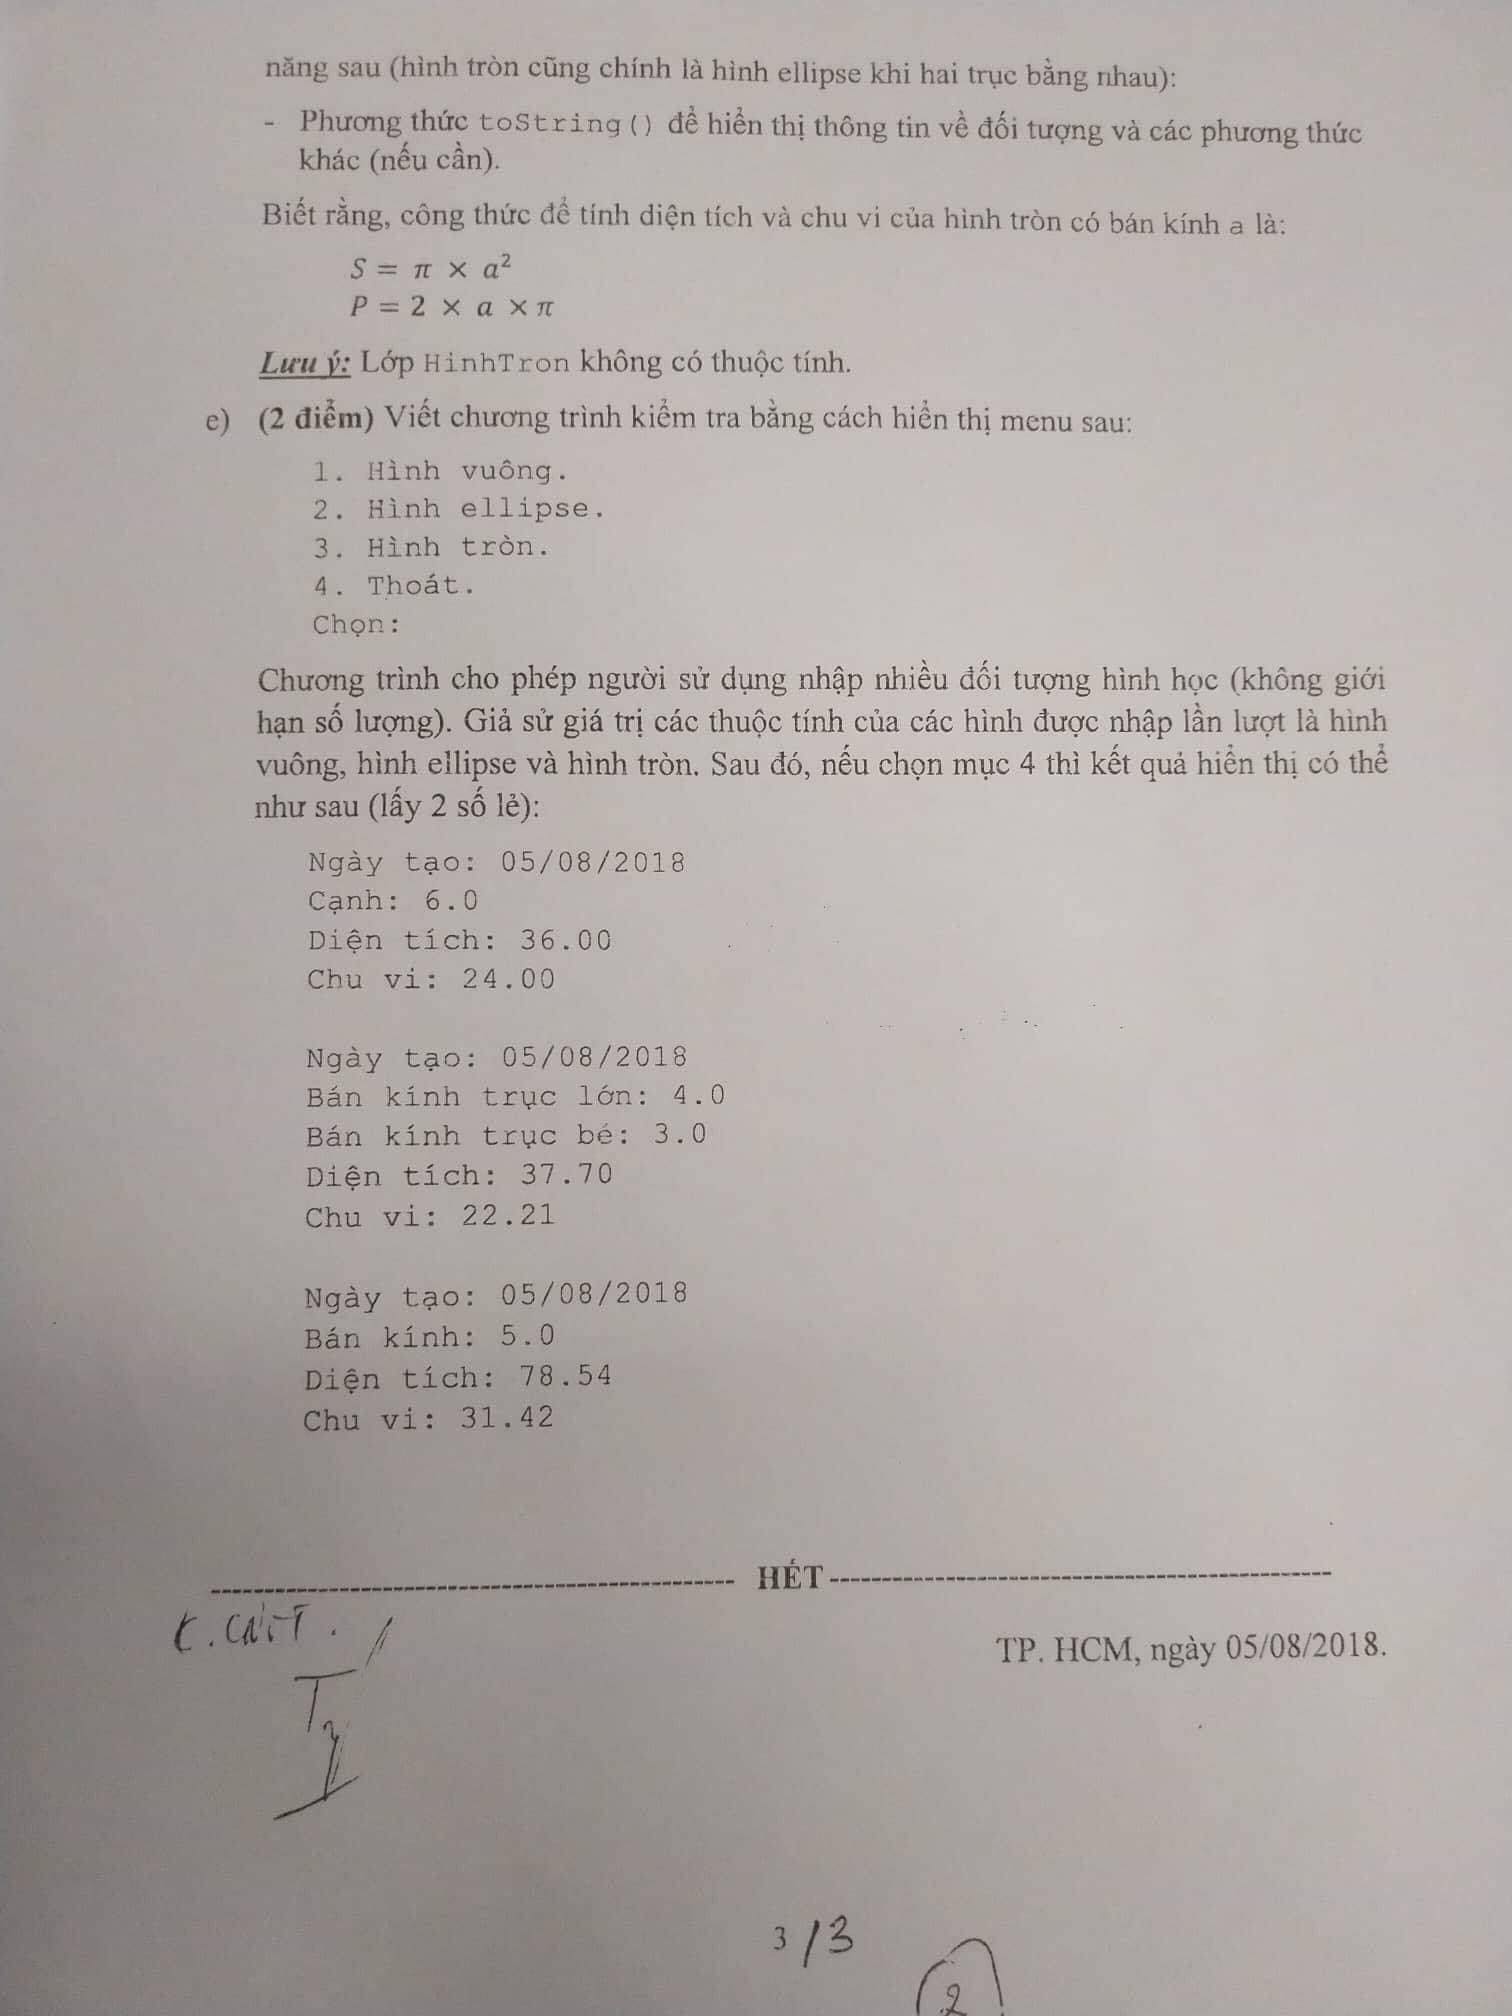 năng sau (hình tròn cũng chính là hình ellipse khi hai trục bằng nhau):
- Phương thức toString() để hiển thị thông tin về đối tượng và các phương thức
khác (nếu cần).
Biết rằng, công thức để tính diện tích và chu vi của hình tròn có bán kính a là:
S = π × a²
P = 2 × a × π
Lưu ý: Lớp HinhTron không có thuộc tính.
e) (2 điểm) Viết chương trình kiểm tra bằng cách hiển thị menu sau:
1. Hình vuông.
2. Hình ellipse.
3. Hình tròn.
4. Thoát.
Chọn:
Chương trình cho phép người sử dụng nhập nhiều đối tượng hình học (không giới
hạn số lượng). Giả sử giá trị các thuộc tính của các hình được nhập lần lượt là hình
vuông, hình ellipse và hình tròn. Sau đó, nếu chọn mục 4 thì kết quả hiển thị có thể
như sau (lấy 2 số lẻ):
Ngày tạo: 05/08/2018
Cạnh: 6.0
Diện tích: 36.00
Chu vi: 24.00
Ngày tạo: 05/08/2018
Bán kính trục lớn: 4.0
Bán kính trục bé: 3.0
Diện tích: 37.70
Chu vi: 22.21
Ngày tạo: 05/08/2018
Bán kính: 5.0
Diện tích: 78.54
Chu vi: 31.42
HẾT
TP. HCM, ngày 05/08/2018.
3/3
2